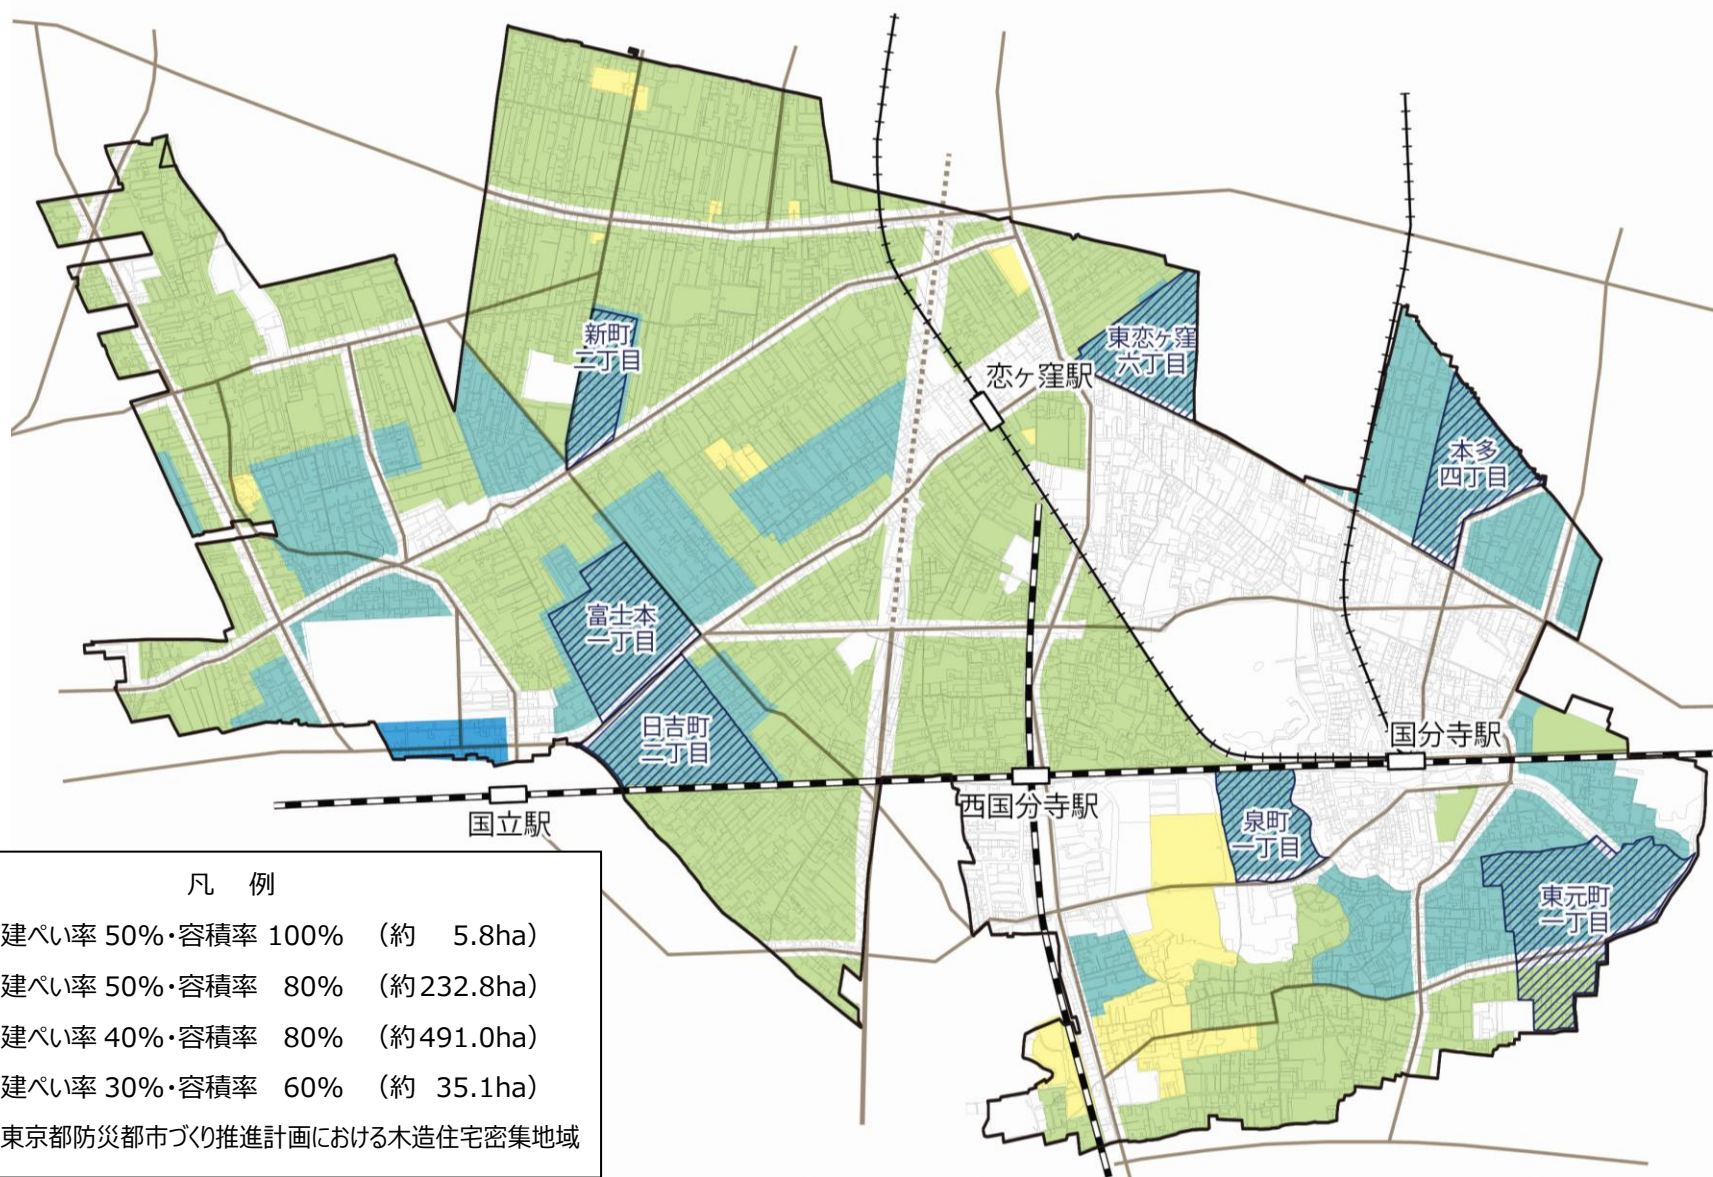 新町
二丁目
東恋ヶ窪
六丁目
恋ヶ窪駅
本多
四丁目
富士本
一丁目
日吉町
二丁目
国分寺駅
西国分寺駅
国立駅
泉町
一丁目
東元町
一丁目
凡 例
建ぺい率 50%・容積率 100% (約 5.8ha)
建ぺい率 50%・容積率 80% (約232.8ha)
建ぺい率 40%・容積率 80% (約491.0ha)
建ぺい率 30%・容積率 60% (約 35.1ha)
東京都防災都市づくり推進計画における木造住宅密集地域